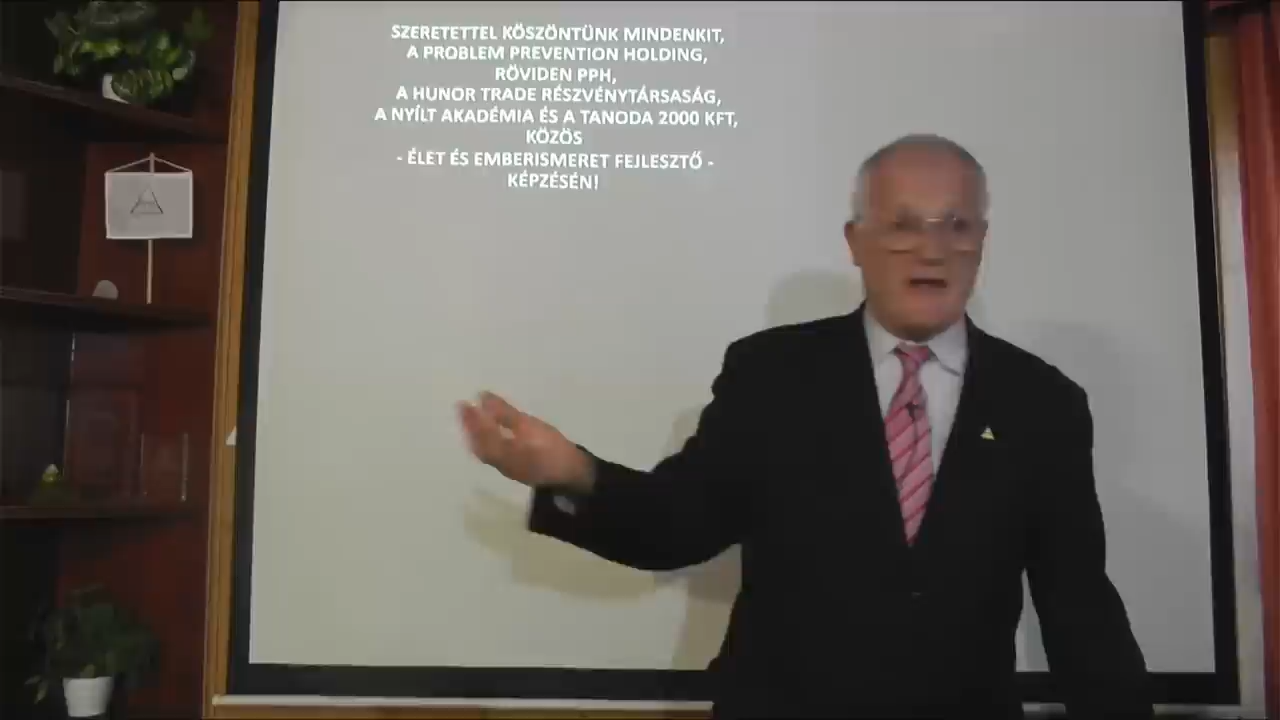 SZERETETTEL KÖSZÖNTÜNK MINDENKIT,
A PROBLEM PREVENTION HOLDING,
RÖVIDEN PPH,
A HUNOR TRADE RÉSZVÉNYTÁRSASÁG,
A NYÍLT AKADÉMIA ÉS A TANODA 2000 KFT,
KÖZÖS
- ÉLET ÉS EMBERISMERET FEJLESZTŐ -
KÉPZÉSÉN!